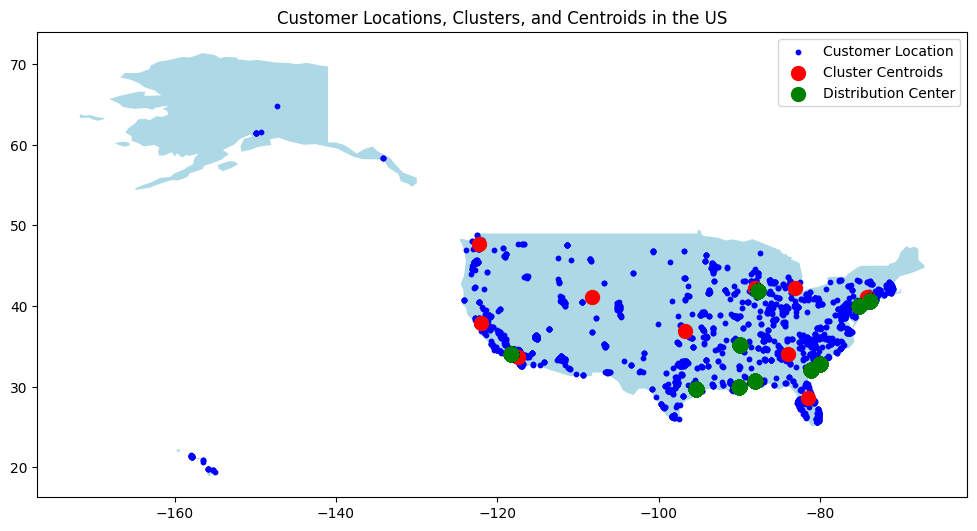 Customer Locations, Clusters, and Centroids in the US
Customer Location
Cluster Centroids
Distribution Center
70
60
50
40
30
20
−160
−140
−120
−100
−80